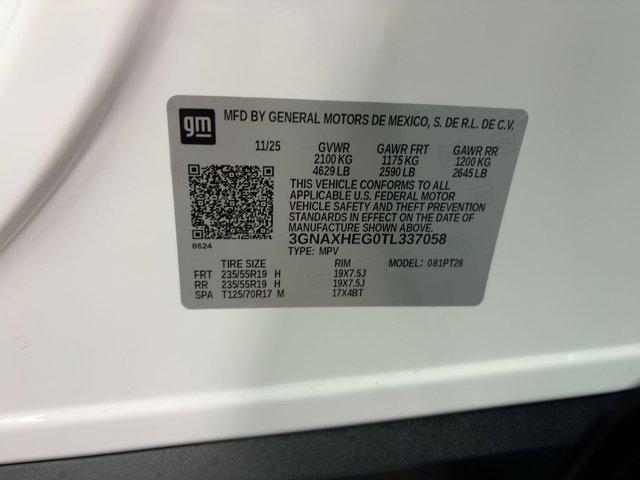 gm
MFD BY GENERAL MOTORS DE MEXICO, S. DE R.L. DE C.V.
11/25 GVWR GAWR FRT GAWR RR
2100 KG 1175 KG 1200 KG
4629 LB 2590 LB 2645 LB
THIS VEHICLE CONFORMS TO ALL
APPLICABLE U.S. FEDERAL MOTOR
VEHICLE SAFETY AND THEFT PREVENTION
STANDARDS IN EFFECT ON THE DATE OF
MANUFACTURE SHOWN ABOVE.
3GNAXHEG0TL337058
8624
TYPE: MPV
TIRE SIZE RIM MODEL: 081PT26
FRT 235/55R19 H 19X7.5J
RR 235/55R19 H 19X7.5J
SPA T125/70R17 M 17X4BT